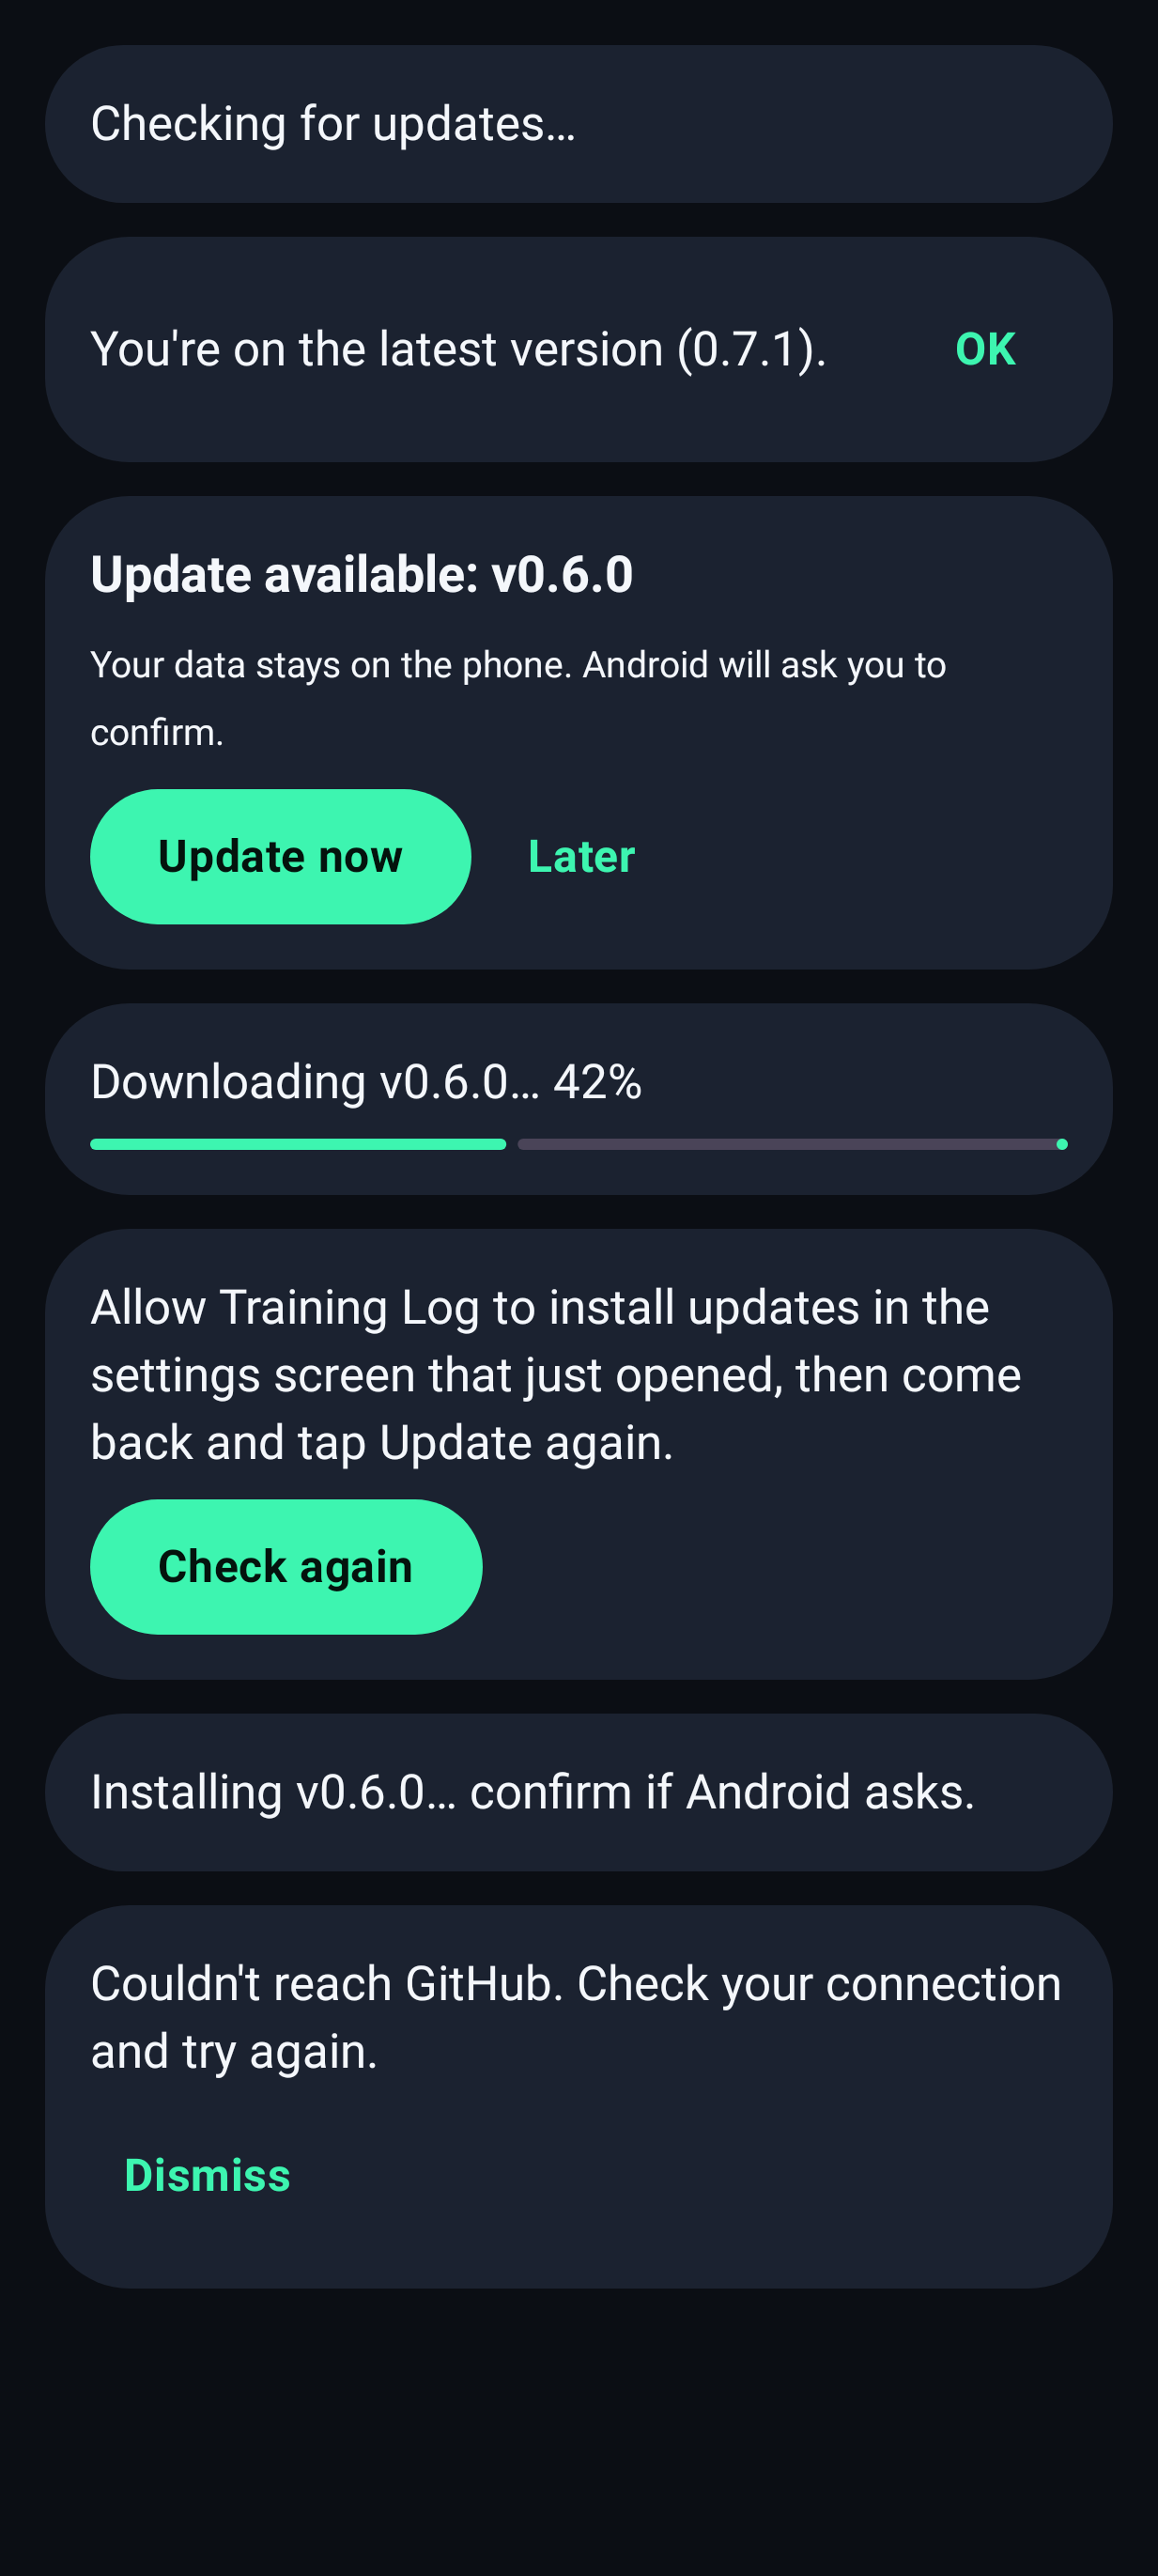 Checking for updates…
You're on the latest version (0.7.1). OK
Update available: v0.6.0
Your data stays on the phone. Android will ask you to
confirm.
Update now Later
Downloading v0.6.0… 42%
Allow Training Log to install updates in the
settings screen that just opened, then come
back and tap Update again.
Check again
Installing v0.6.0… confirm if Android asks.
Couldn't reach GitHub. Check your connection
and try again.
Dismiss